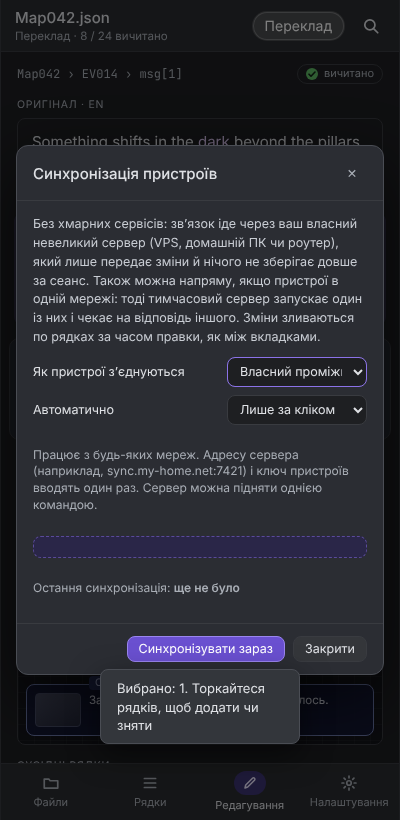 Map042.json
Переклад · 8 / 24 вичитано
Переклад
Map042 › EV014 › msg[1]
вичитано
ОРИГІНАЛ · EN
Something shifts in the dark beyond the pillars
Синхронізація пристроїв
×
Без хмарних сервісів: зв’язок іде через ваш власний
невеликий сервер (VPS, домашній ПК чи роутер),
який лише передає зміни й нічого не зберігає довше
за сеанс. Також можна напряму, якщо пристрої в
одній мережі: тоді тимчасовий сервер запускає один
із них і чекає на відповідь іншого. Зміни зливаються
по рядках за часом правки, як між вкладками.
Як пристрої з’єднуються
Власний проміжн
Автоматично
Лише за кліком
Працює з будь-яких мереж. Адресу сервера
(наприклад, sync.my-home.net:7421) і ключ пристроїв
вводять один раз. Сервер можна підняти однією
командою.
Остання синхронізація: ще не було
Синхронізувати зараз
Закрити
Вибрано: 1. Торкайтеся
рядків, щоб додати чи
зняти
Файли
Рядки
Редагування
Налаштування